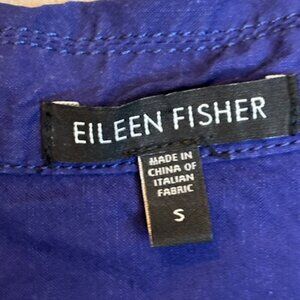 EILEEN FISHER
MADE IN
CHINA OF
ITALIAN
FABRIC
S